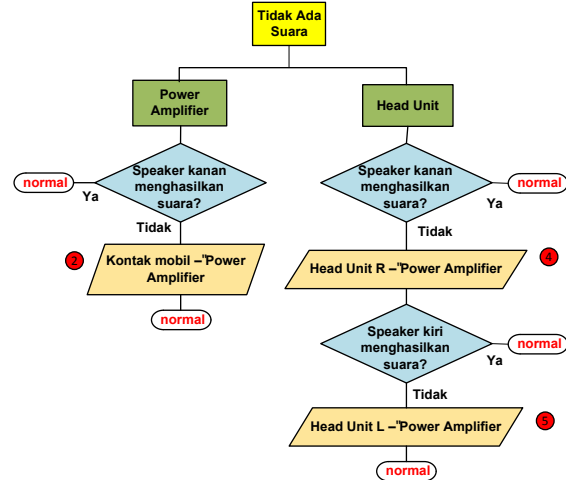 Tidak Ada
Suara
Power
Amplifier
Head Unit
Speaker kanan
menghasilkan
suara?
normal
Ya
Tidak
2
Kontak mobil –"Power
Amplifier
normal
Speaker kanan
menghasilkan
suara?
normal
Ya
Tidak
Head Unit R –"Power Amplifier
4
Speaker kiri
menghasilkan
suara?
normal
Ya
Tidak
Head Unit L –"Power Amplifier
5
normal